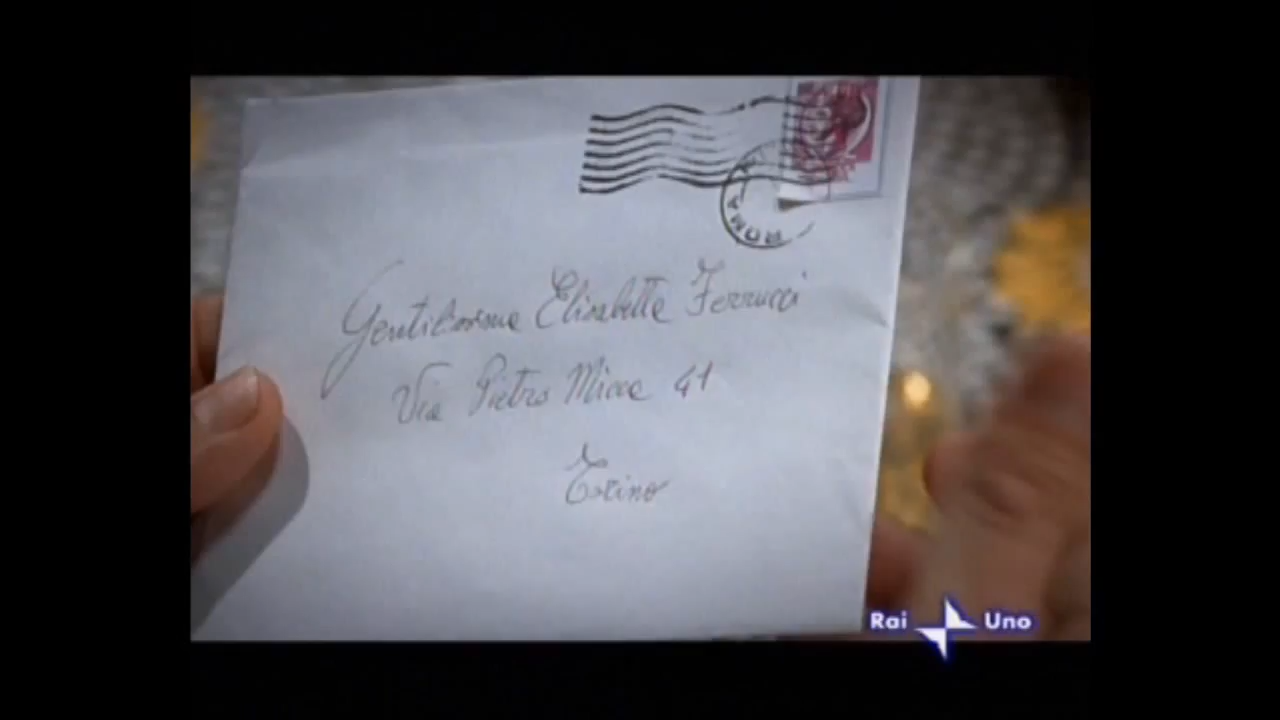 ROMA
Gentilissima Elisabetta Ferrucci
Via Pietro Micca 41
Torino
Rai Uno